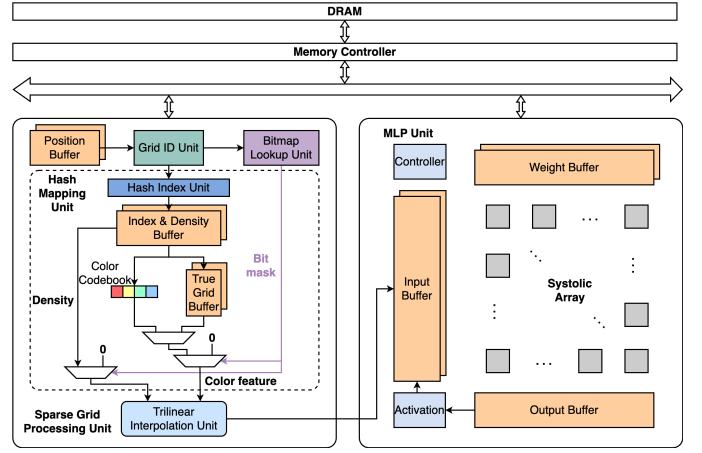 DRAM
Memory Controller
Position
Buffer
Grid ID Unit
Bitmap
Lookup Unit
Hash
Mapping
Unit
Hash Index Unit
Index & Density
Buffer
Bit
mask
Color
Codebook
True
Grid
Buffer
Density
0
0
Color feature
Sparse Grid
Processing Unit
Trilinear
Interpolation Unit
MLP Unit
Controller
Weight Buffer
Input
Buffer
...
Systolic
Array
...
Activation
Output Buffer